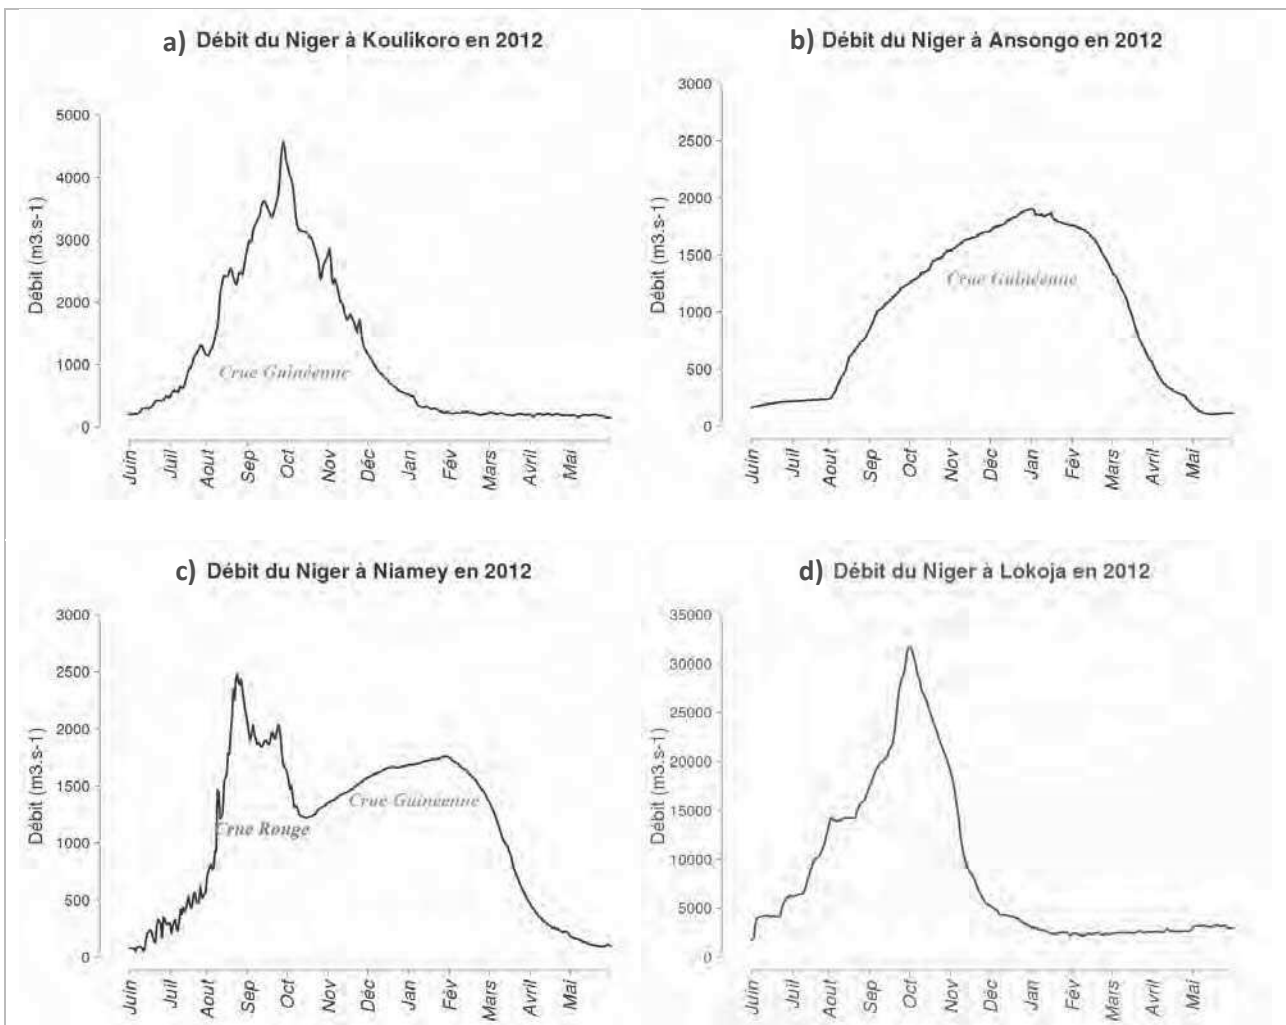 a) Débit du Niger à Koulikoro en 2012
Débit (m3.s-1)
5000
4000
3000
2000
1000
0
Crue Guinéenne
Juin Juil Aout Sep Oct Nov Déc Jan Fév Mars Avril Mai
b) Débit du Niger à Ansongo en 2012
Débit (m3.s-1)
3000
2500
2000
1500
1000
500
0
Crue Guinéenne
Juin Juil Aout Sep Oct Nov Déc Jan Fév Mars Avril Mai
c) Débit du Niger à Niamey en 2012
Débit (m3.s-1)
3000
2500
2000
1500
1000
500
0
Crue Guinéenne
Crue Rouge
Juin Juil Aout Sep Oct Nov Déc Jan Fév Mars Avril Mai
d) Débit du Niger à Lokoja en 2012
Débit (m3.s-1)
35000
30000
25000
20000
15000
10000
5000
0
Juin Juil Aout Sep Oct Nov Déc Jan Fév Mars Avril Mai